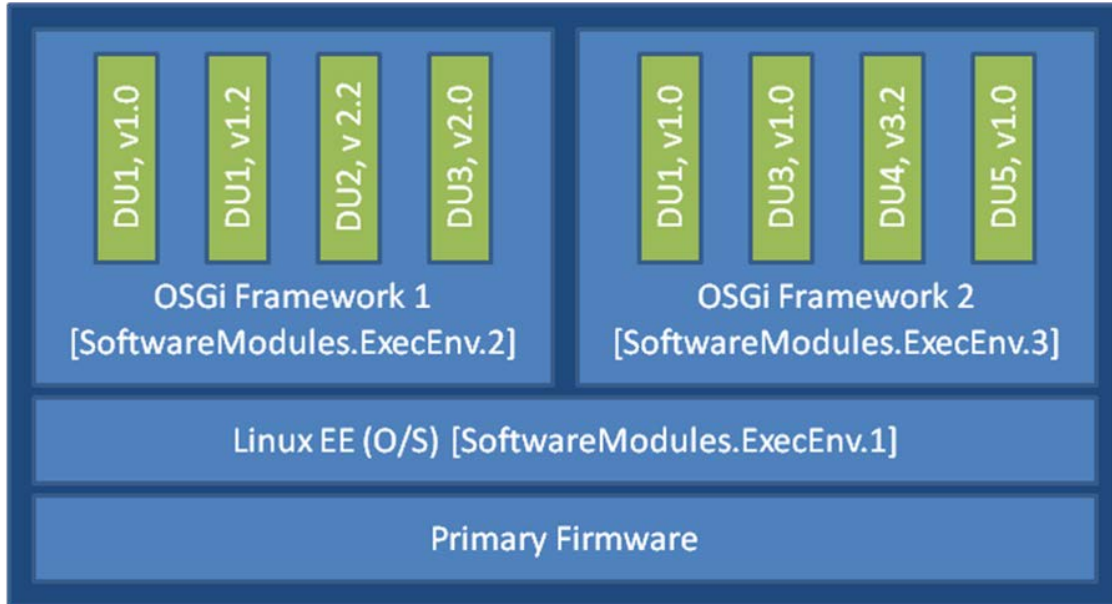 DU1, v1.0
DU1, v1.2
DU2, v 2.2
DU3, v2.0
OSGi Framework 1
[SoftwareModules.ExecEnv.2]
DU1, v1.0
DU3, v1.0
DU4, v3.2
DU5, v1.0
OSGi Framework 2
[SoftwareModules.ExecEnv.3]
Linux EE (O/S) [SoftwareModules.ExecEnv.1]
Primary Firmware